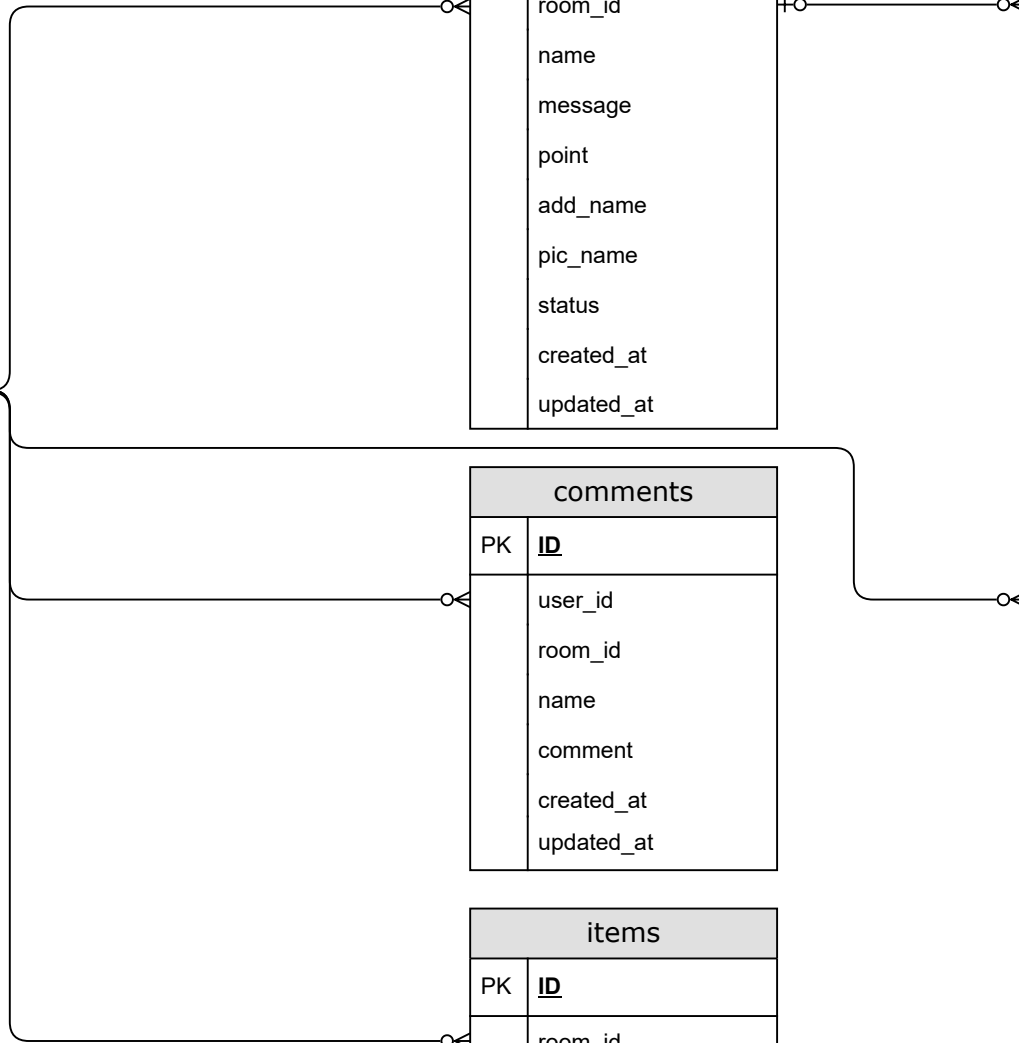 room_id
name
message
point
add_name
pic_name
status
created_at
updated_at
comments
PK ID
user_id
room_id
name
comment
created_at
updated_at
items
PK ID
room_id